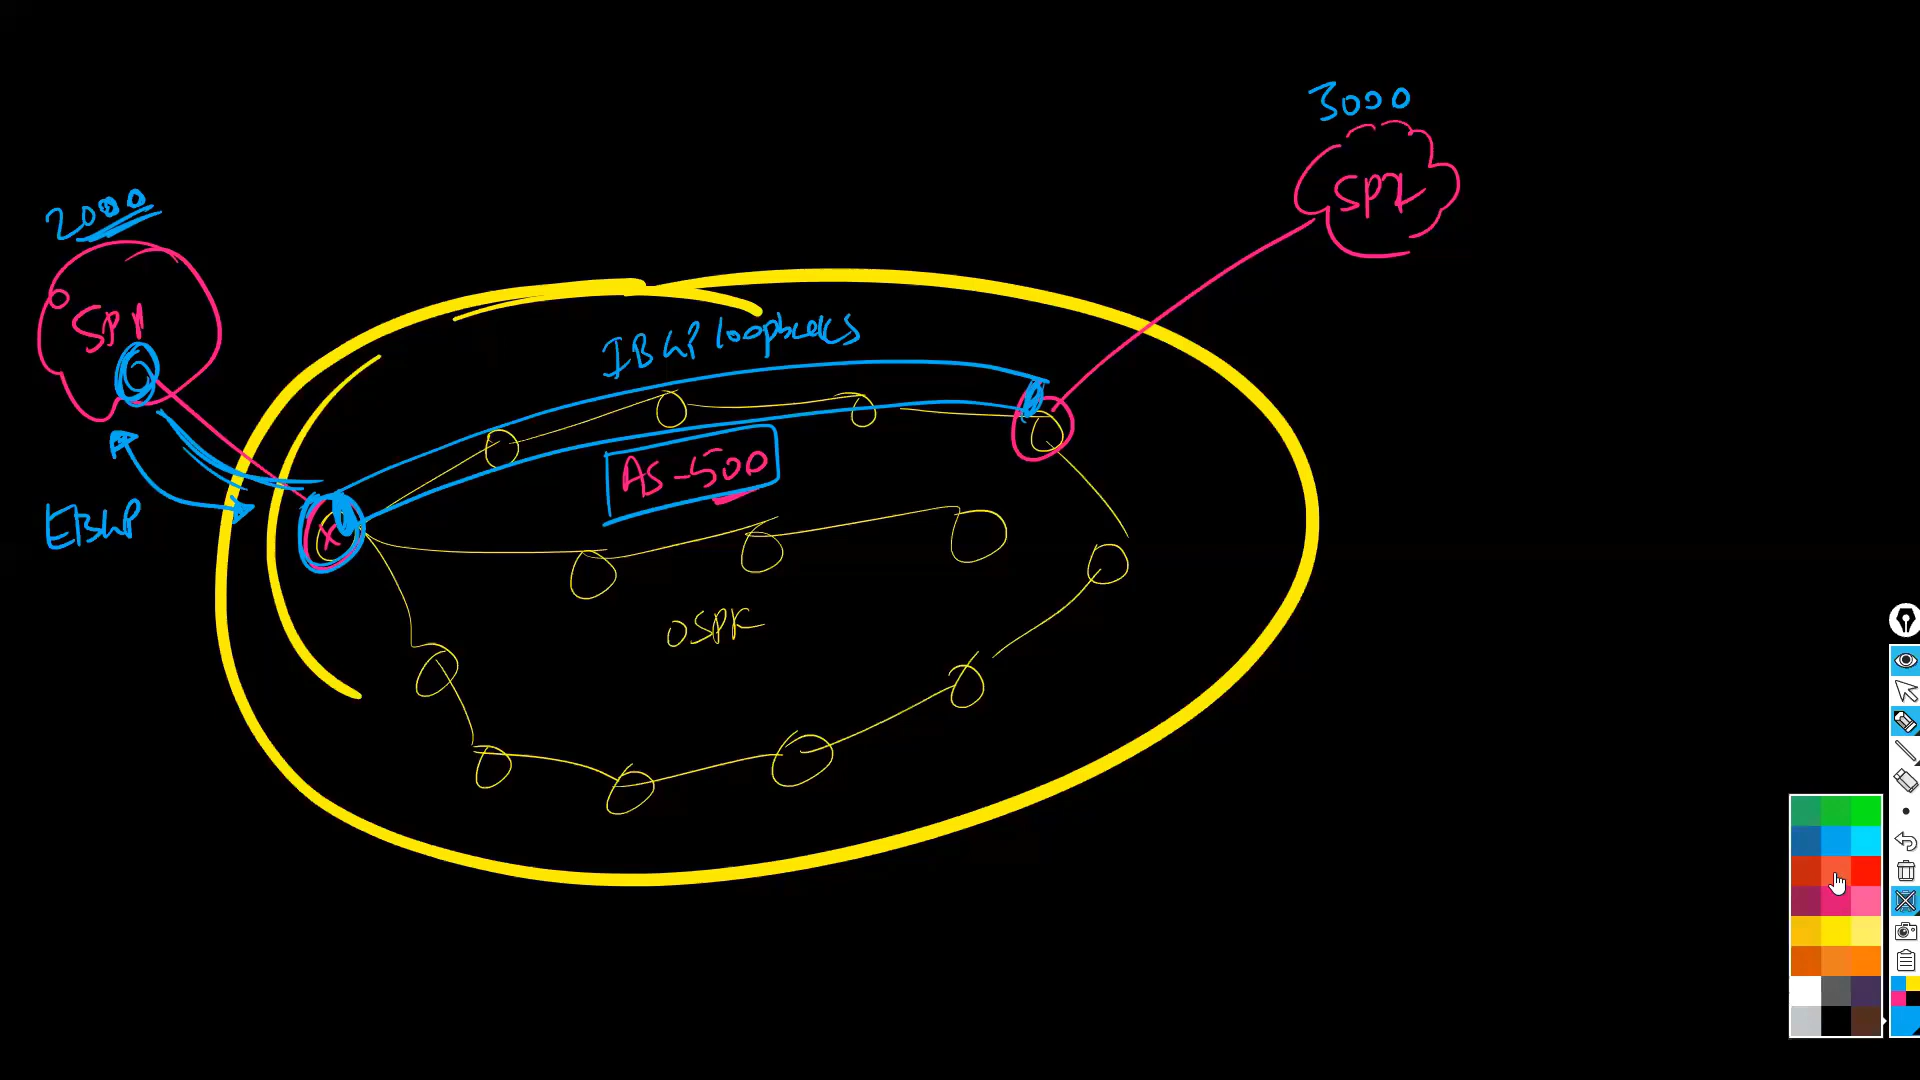 3000
SP2
2000
SP1
IBGP loopbacks
AS-500
EBGP
X
OSPF